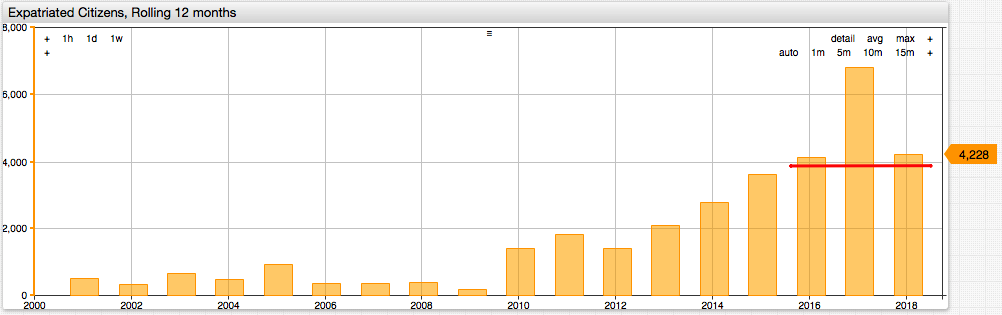 Expatriated Citizens, Rolling 12 months
8,000
+ 1h 1d 1w
detail avg max +
+
auto 1m 5m 10m 15m +
6,000
4,000
4,228
2,000
0
2000 2002 2004 2006 2008 2010 2012 2014 2016 2018